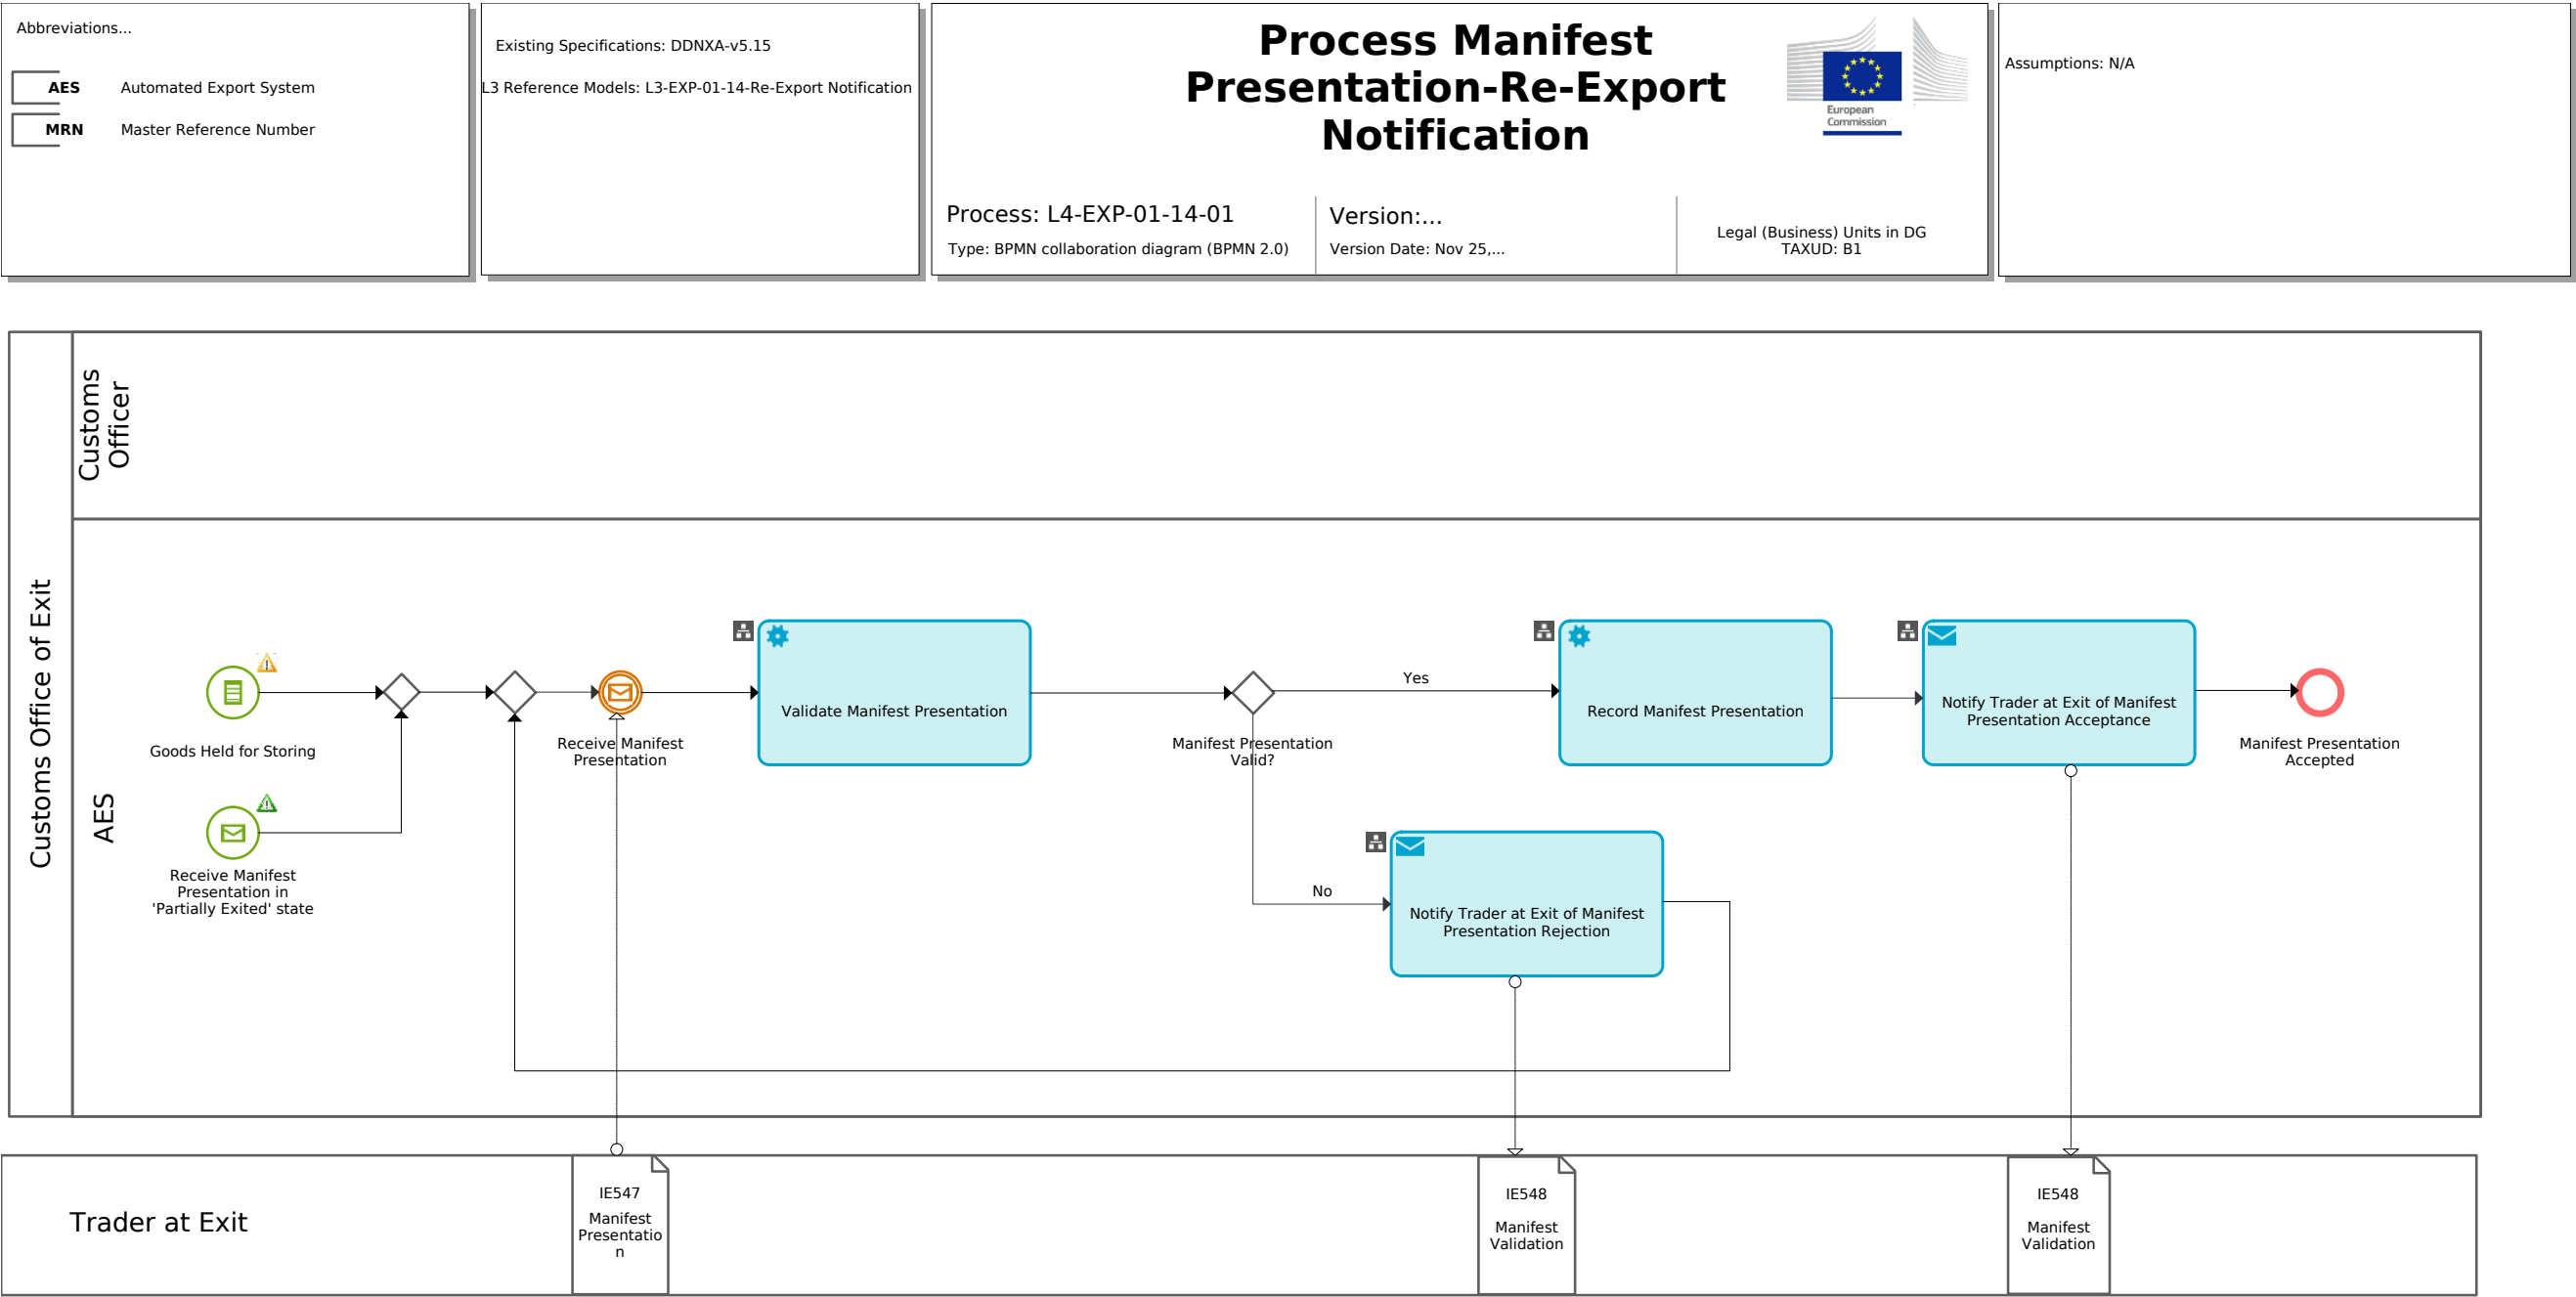 Abbreviations...
AES Automated Export System
MRN Master Reference Number
Existing Specifications: DDNXA-v5.15
L3 Reference Models: L3-EXP-01-14-Re-Export Notification
Process Manifest
Presentation-Re-Export
Notification
European
Commission
Process: L4-EXP-01-14-01
Type: BPMN collaboration diagram (BPMN 2.0)
Version:...
Version Date: Nov 25,...
Legal (Business) Units in DG
TAXUD: B1
Assumptions: N/A
Customs Office of Exit
Customs
Officer
AES
Goods Held for Storing
Receive Manifest
Presentation in
'Partially Exited' state
Receive Manifest
Presentation
Validate Manifest Presentation
Manifest Presentation
Valid?
Yes
No
Record Manifest Presentation
Notify Trader at Exit of Manifest
Presentation Acceptance
Manifest Presentation
Accepted
Notify Trader at Exit of Manifest
Presentation Rejection
Trader at Exit
IE547
Manifest
Presentatio
n
IE548
Manifest
Validation
IE548
Manifest
Validation